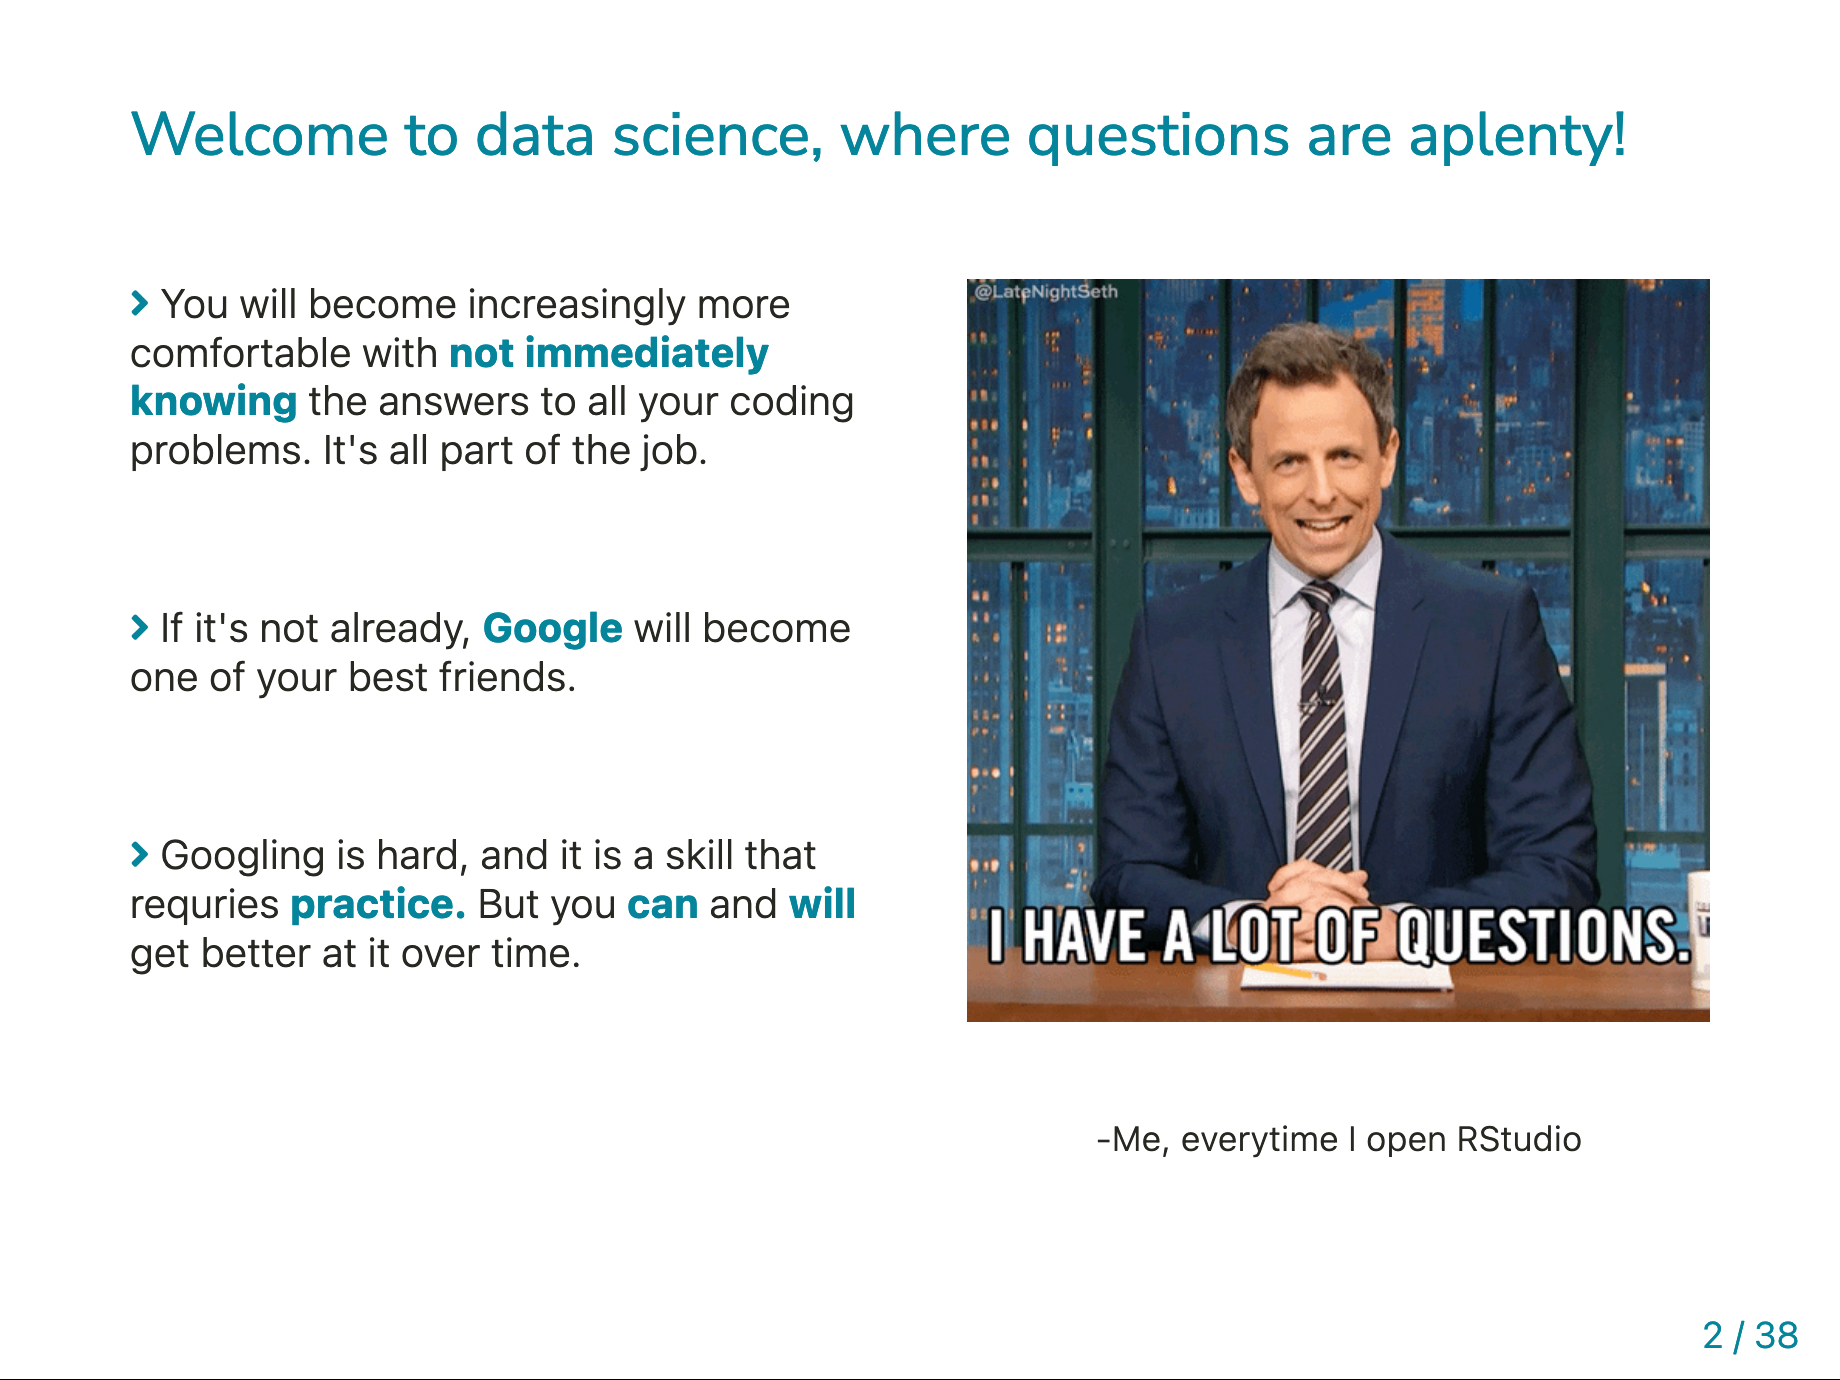 Welcome to data science, where questions are aplenty!
You will become increasingly more
comfortable with not immediately
knowing the answers to all your coding
problems. It's all part of the job.
If it's not already, Google will become
one of your best friends.
Googling is hard, and it is a skill that
requries practice. But you can and will
get better at it over time.
@LateNightSeth
I HAVE A LOT OF QUESTIONS.
-Me, everytime I open RStudio
2 / 38